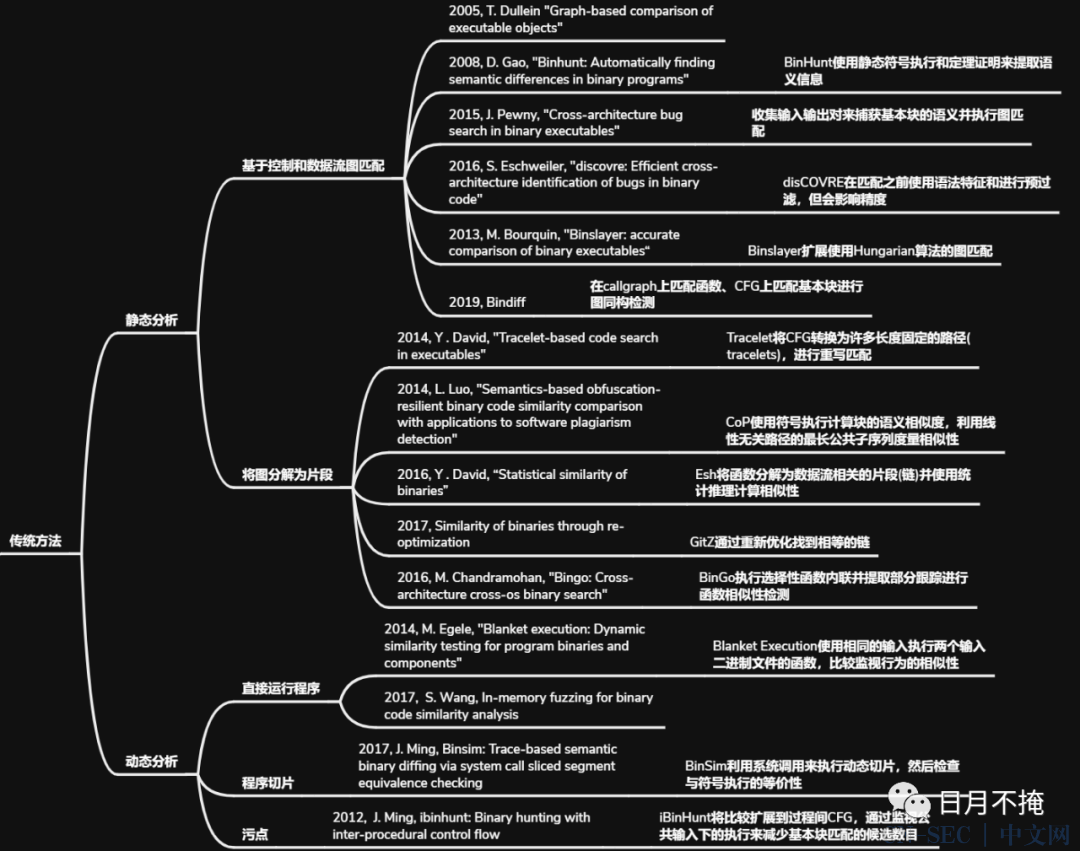 2005, T. Dullein "Graph-based comparison of
executable objects"
2008, D. Gao, "Binhunt: Automatically finding
semantic differences in binary programs"
BinHunt使用静态符号执行和定理证明来提取语
义信息
2015, J. Pewny, "Cross-architecture bug
search in binary executables"
收集输入输出对来捕获基本块的语义并执行图匹
配
基于控制和数据流图匹配
2016, S. Eschweiler, "discovre: Efficient cross-
architecture identification of bugs in binary
code"
disCOVRE在匹配之前使用语法特征和进行预过
滤，但会影响精度
2013, M. Bourquin, "Binslayer: accurate
comparison of binary executables“
Binslayer扩展使用Hungarian算法的图匹配
2019, Bindiff
在callgraph上匹配函数、CFG上匹配基本块进行
图同构检测
静态分析
2014, Y . David, "Tracelet-based code search
in executables"
Tracelet将CFG转换为许多长度固定的路径(
tracelets)，进行重写匹配
2014, L. Luo, "Semantics-based obfuscation-
resilient binary code similarity comparison
with applications to software plagiarism
detection"
CoP使用符号执行计算块的语义相似度，利用线
性无关路径的最长公共子序列度量相似性
将图分解为片段
2016, Y . David, “Statistical similarity of
binaries”
Esh将函数分解为数据流相关的片段(链)并使用统
计推理计算相似性
2017, Similarity of binaries through re-
optimization
GitZ通过重新优化找到相等的链
传统方法
2016, M. Chandramohan, "Bingo: Cross-
architecture cross-os binary search"
BinGo执行选择性函数内联并提取部分跟踪进行
函数相似性检测
2014, M. Egele, "Blanket execution: Dynamic
similarity testing for program binaries and
components"
Blanket Execution使用相同的输入执行两个输入
二进制文件的函数，比较监视行为的相似性
直接运行程序
2017, S. Wang, In-memory fuzzing for binary
code similarity analysis
动态分析
2017, J. Ming, Binsim: Trace-based semantic
binary diffing via system call sliced segment
equivalence checking
BinSim利用系统调用来执行动态切片，然后检查
与符号执行的等价性
程序切片
2012, J. Ming, ibinhunt: Binary hunting with
inter-procedural control flow
iBinHunt将比较扩展到过程间CFG，通过监视公
共输入下的执行来减少基本块匹配的候选数目
污点
日月不掩
SEC｜中文网